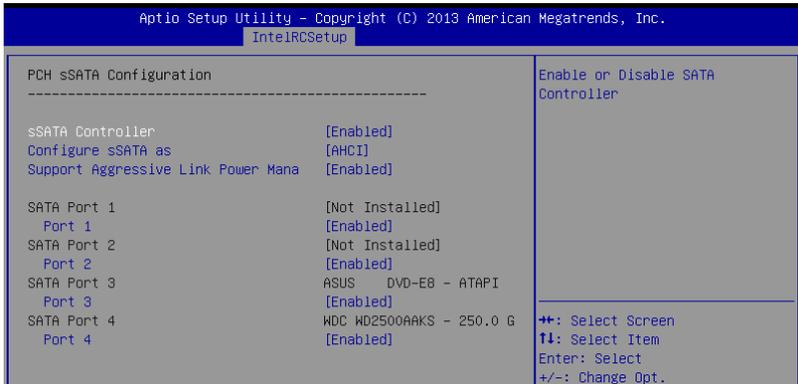 Aptio Setup Utility – Copyright (C) 2013 American Megatrends, Inc.
IntelRCSetup
PCH sSATA Configuration
------------------------------------------------
sSATA Controller [Enabled]
Configure sSATA as [AHCI]
Support Aggressive Link Power Mana [Enabled]
SATA Port 1 [Not Installed]
Port 1 [Enabled]
SATA Port 2 [Not Installed]
Port 2 [Enabled]
SATA Port 3 ASUS DVD-E8 - ATAPI
Port 3 [Enabled]
SATA Port 4 WDC WD2500AAKS - 250.0 G
Port 4 [Enabled]
Enable or Disable SATA
Controller
→←: Select Screen
↑↓: Select Item
Enter: Select
+/-: Change Opt.